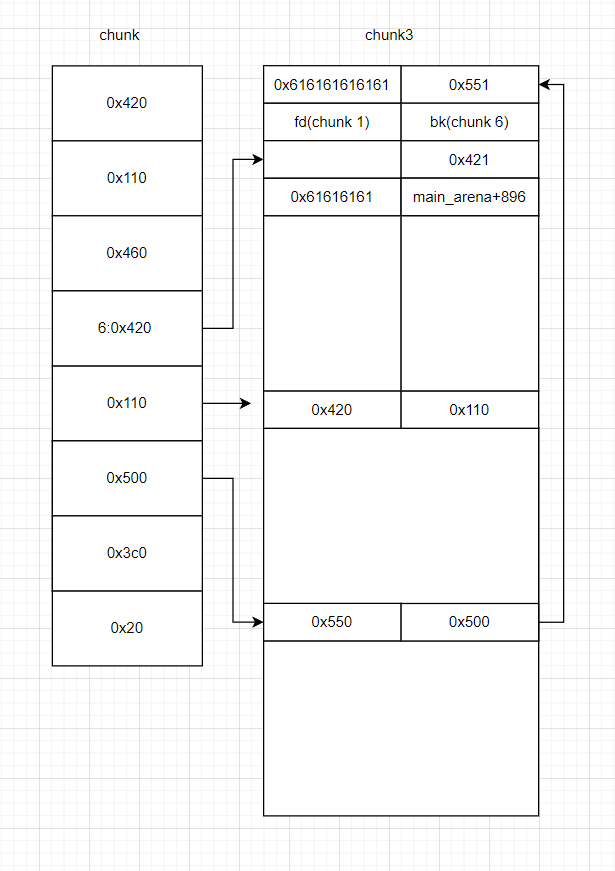 chunk
chunk3
0x420
0x110
0x460
6:0x420
0x110
0x500
0x3c0
0x20
0x616161616161 0x551
fd(chunk 1) bk(chunk 6)
0x421
0x61616161 main_arena+896
0x420 0x110
0x550 0x500